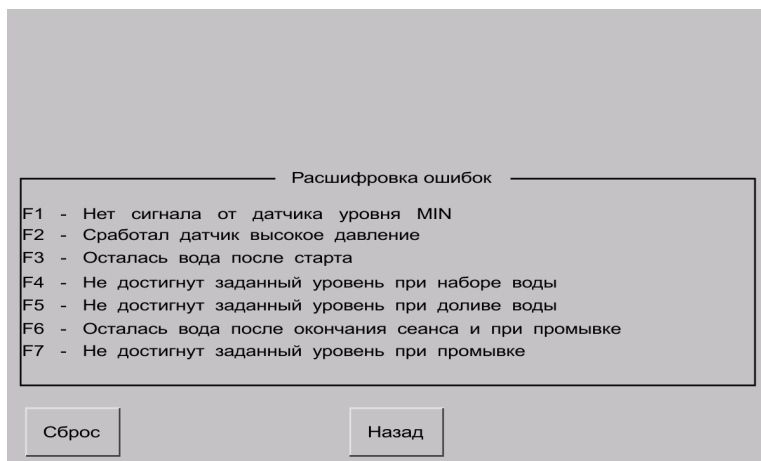 Расшифровка ошибок
F1 - Нет сигнала от датчика уровня MIN
F2 - Сработал датчик высокое давление
F3 - Осталась вода после старта
F4 - Не достигнут заданный уровень при наборе воды
F5 - Не достигнут заданный уровень при доливе воды
F6 - Осталась вода после окончания сеанса и при промывке
F7 - Не достигнут заданный уровень при промывке
Сброс Назад